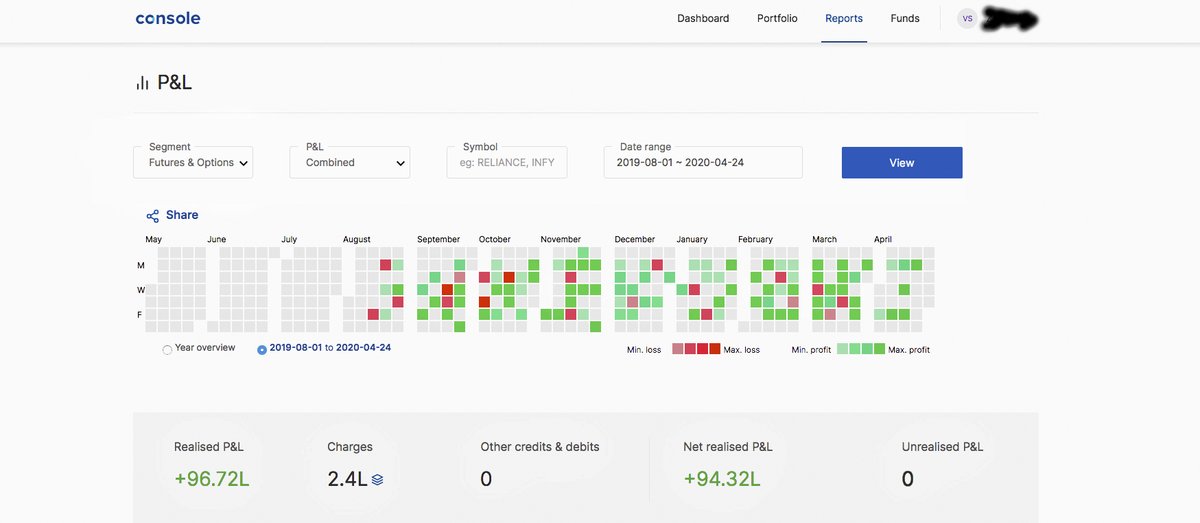 console
Dashboard Portfolio Reports Funds VS
P&L
Segment P&L Symbol Date range
Futures & Options Combined eg: RELIANCE, INFY 2019-08-01 ~ 2020-04-24 View
Share
May June July August September October November December January February March April
M
W
F
Year overview 2019-08-01 to 2020-04-24 Min. loss Max. loss Min. profit Max. profit
Realised P&L Charges Other credits & debits Net realised P&L Unrealised P&L
+96.72L 2.4L 0 +94.32L 0